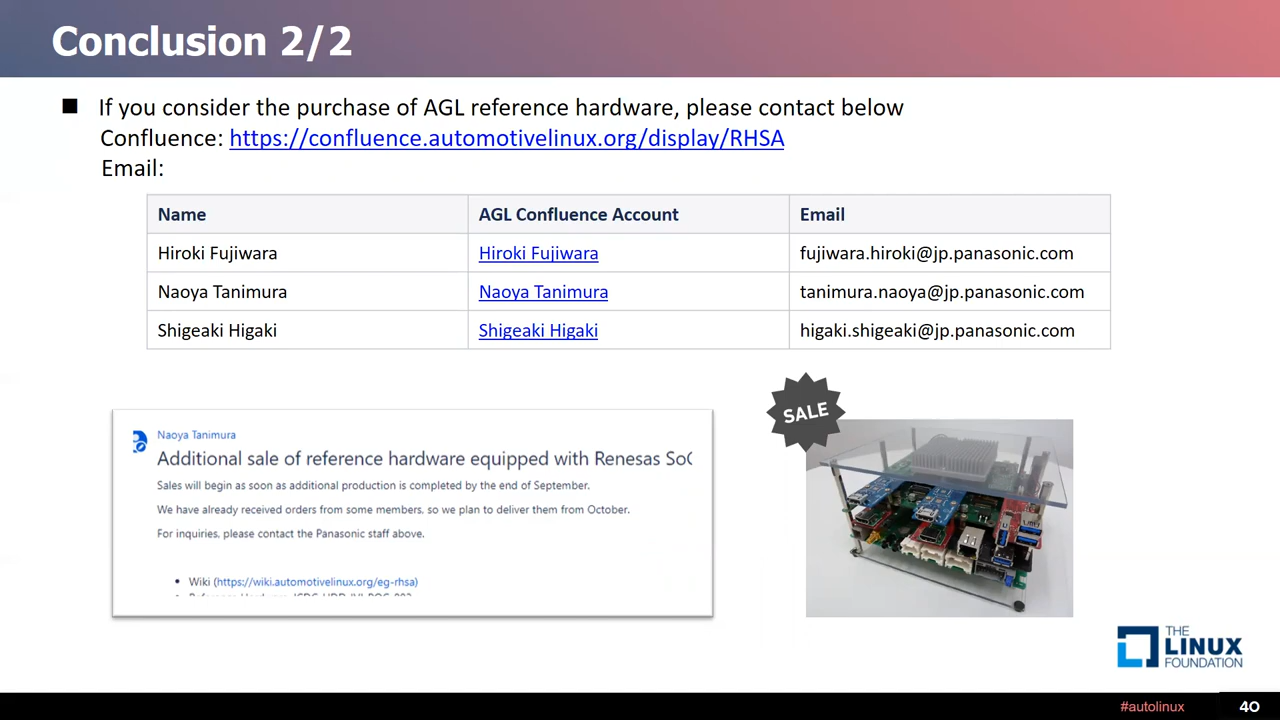 Conclusion 2/2
■ If you consider the purchase of AGL reference hardware, please contact below
Confluence: https://confluence.automotivelinux.org/display/RHSA
Email:
Name AGL Confluence Account Email
Hiroki Fujiwara Hiroki Fujiwara fujiwara.hiroki@jp.panasonic.com
Naoya Tanimura Naoya Tanimura tanimura.naoya@jp.panasonic.com
Shigeaki Higaki Shigeaki Higaki higaki.shigeaki@jp.panasonic.com
Naoya Tanimura
Additional sale of reference hardware equipped with Renesas SoC
Sales will begin as soon as additional production is completed by the end of September.
We have already received orders from some members, so we plan to deliver them from October.
For inquiries, please contact the Panasonic staff above.
• Wiki (https://wiki.automotivelinux.org/eg-rhsa)
SALE
THE
LINUX
FOUNDATION
#autolinux
40